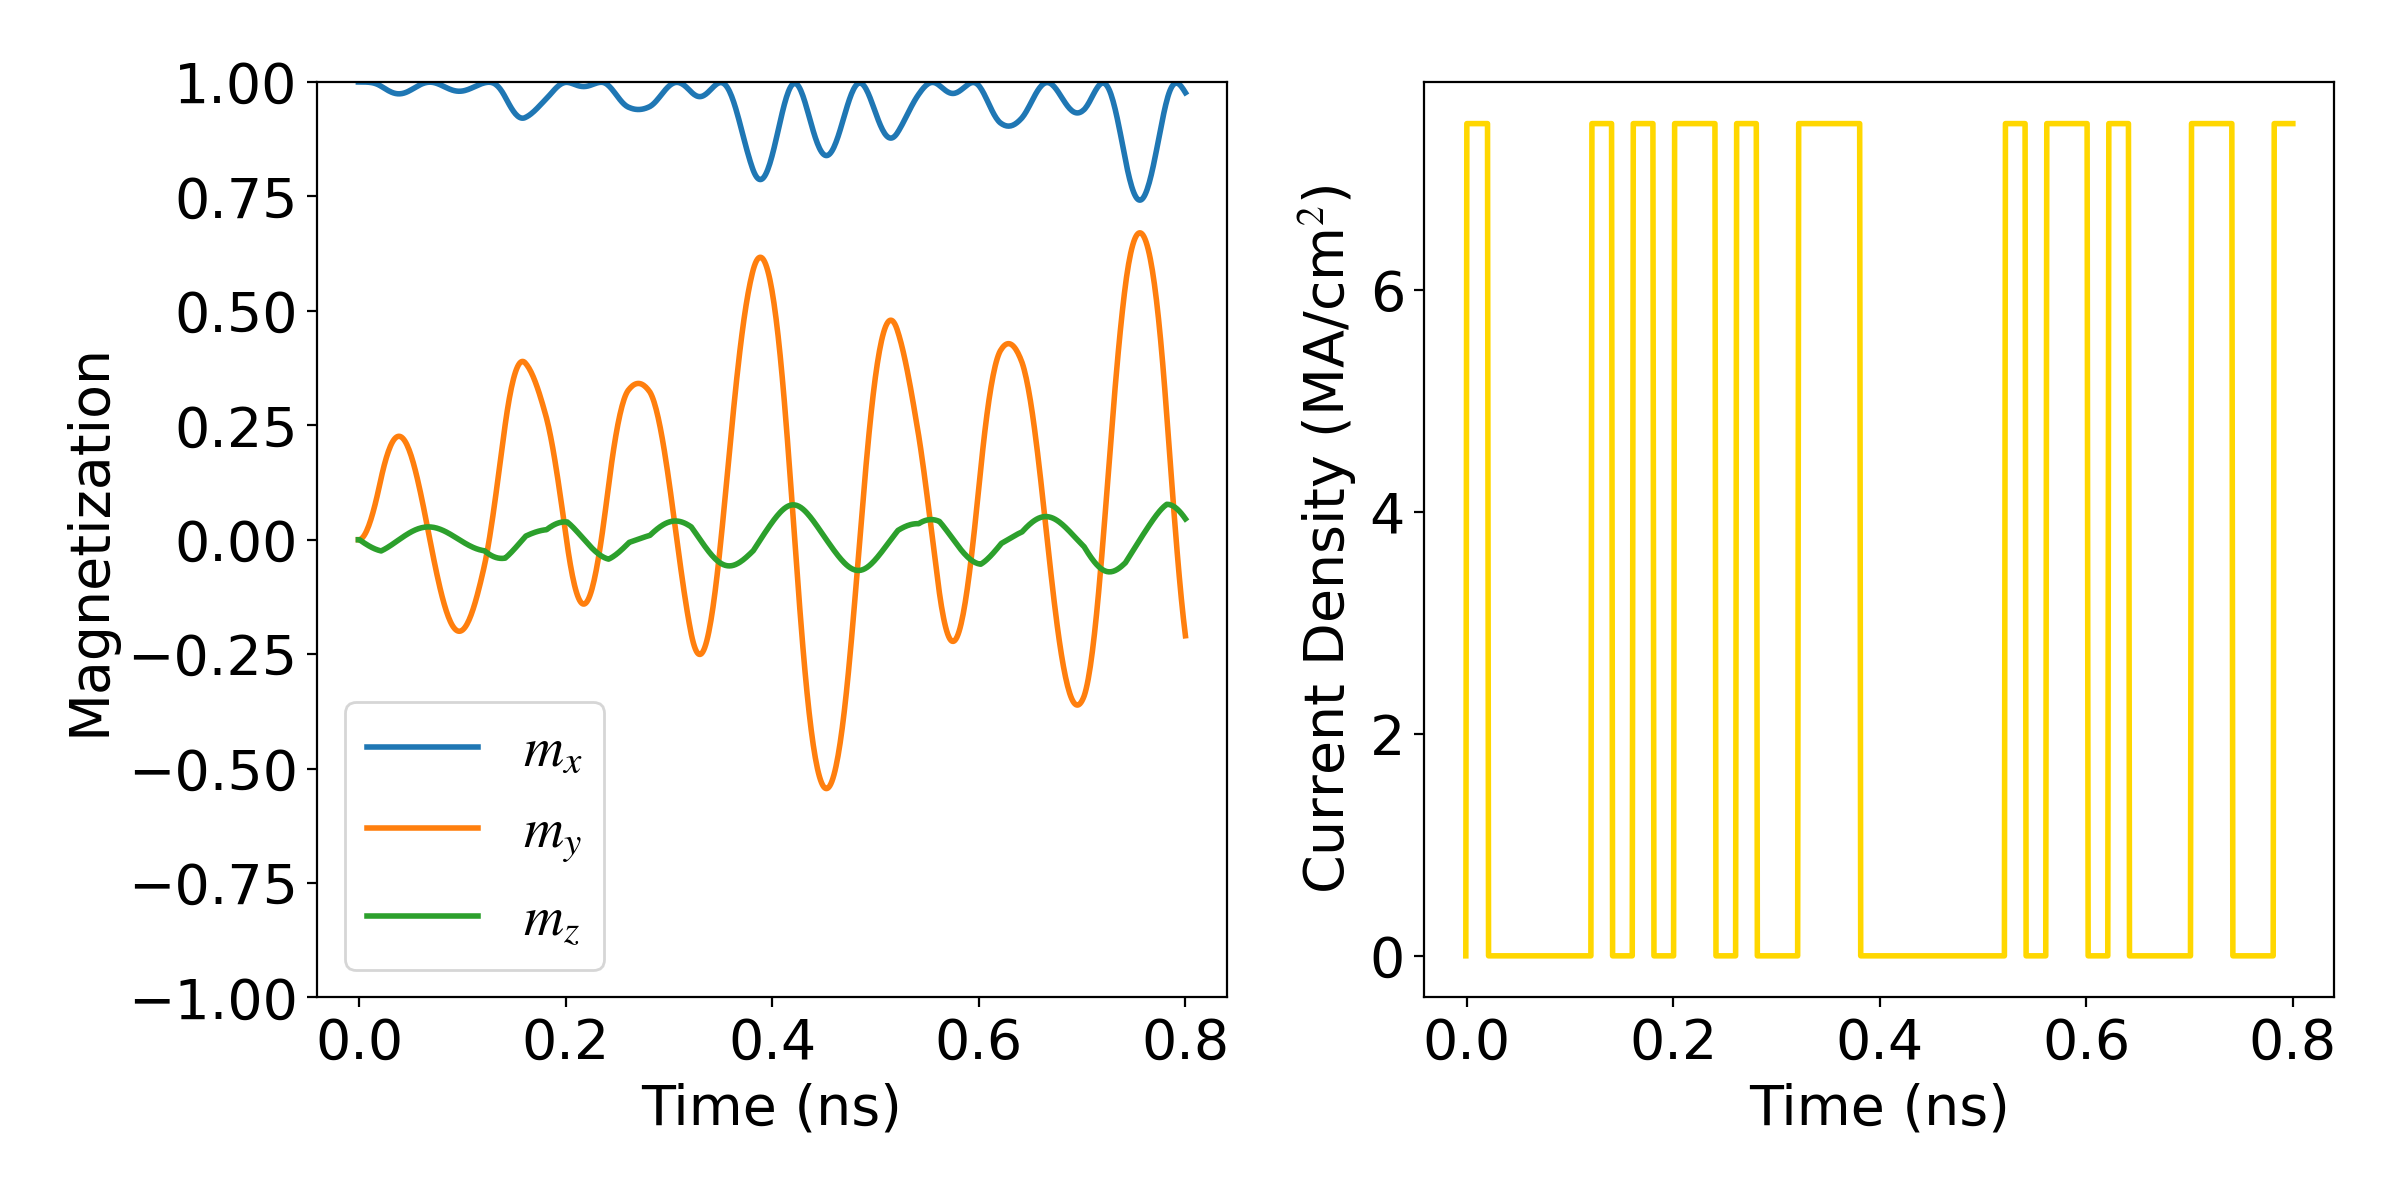 Magnetization
1.00
0.75
0.50
0.25
0.00
−0.25
−0.50
−0.75
−1.00
0.0 0.2 0.4 0.6 0.8
Time (ns)
m_x
m_y
m_z
Current Density (MA/cm²)
6
4
2
0
0.0 0.2 0.4 0.6 0.8
Time (ns)